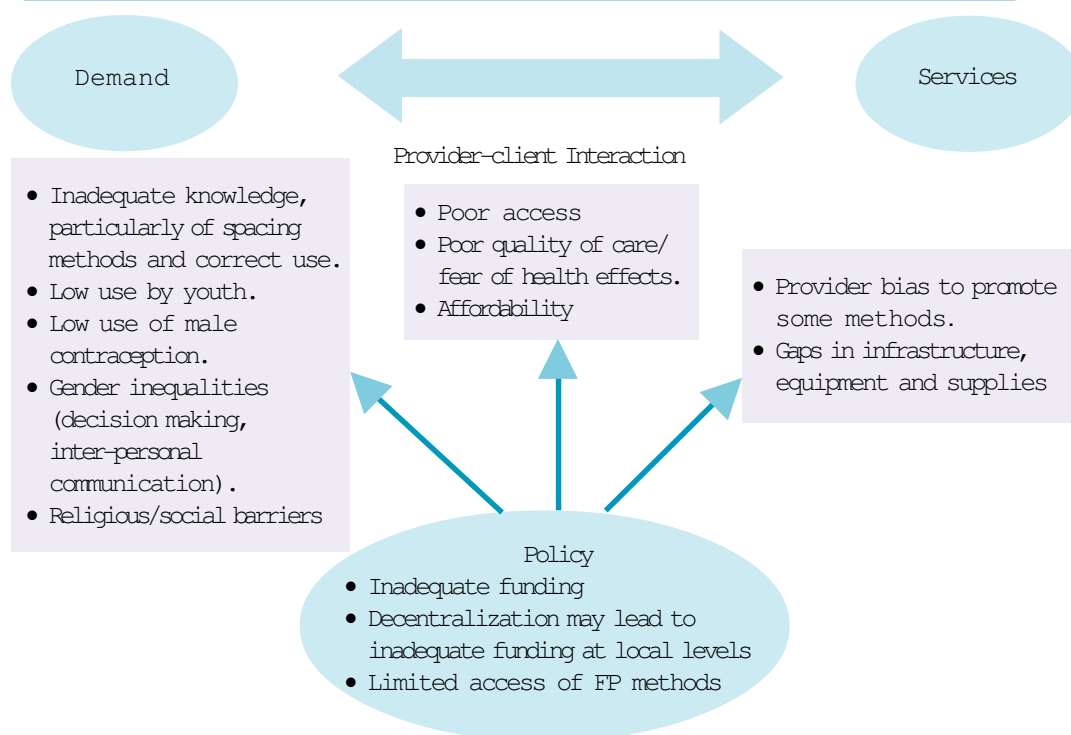 Demand
Services
Provider-client Interaction
• Inadequate knowledge,
particularly of spacing
methods and correct use.
• Low use by youth.
• Low use of male
contraception.
• Gender inequalities
(decision making,
inter-personal
communication).
• Religious/social barriers
• Poor access
• Poor quality of care/
fear of health effects.
• Affordability
• Provider bias to promote
some methods.
• Gaps in infrastructure,
equipment and supplies
Policy
• Inadequate funding
• Decentralization may lead to
inadequate funding at local levels
• Limited access of FP methods